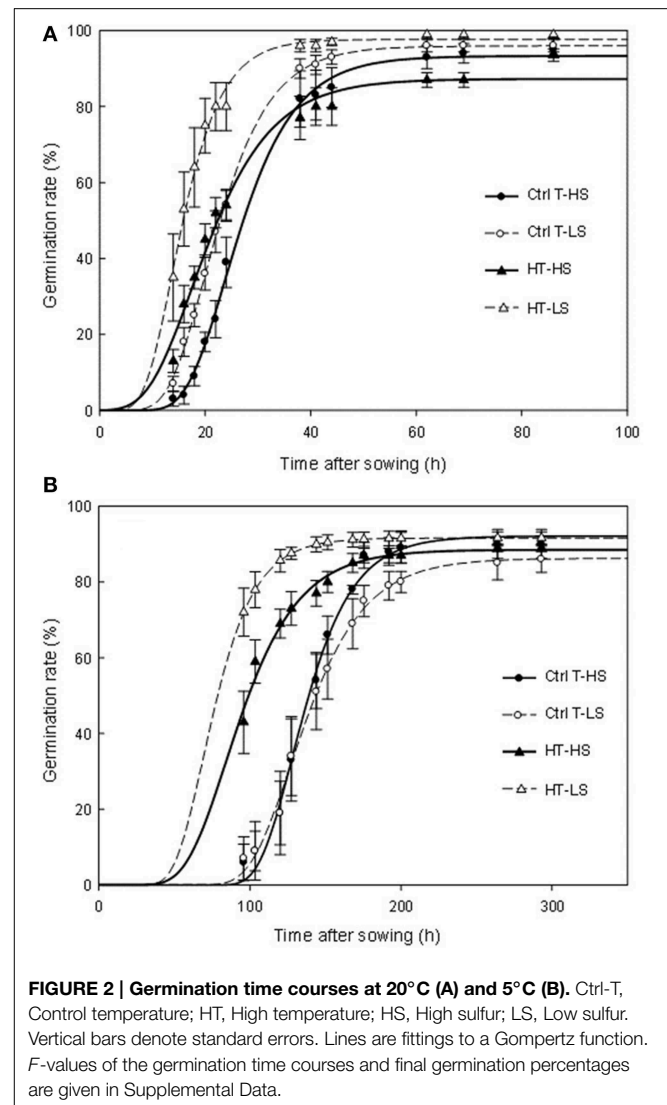 A
100
80
60
40
20
0
Germination rate (%)
Ctrl T-HS
Ctrl T-LS
HT-HS
HT-LS
0 20 40 60 80 100
Time after sowing (h)
B
100
80
60
40
20
0
Germination rate (%)
Ctrl T-HS
Ctrl T-LS
HT-HS
HT-LS
0 100 200 300
Time after sowing (h)
FIGURE 2 | Germination time courses at 20°C (A) and 5°C (B). Ctrl-T,
Control temperature; HT, High temperature; HS, High sulfur; LS, Low sulfur.
Vertical bars denote standard errors. Lines are fittings to a Gompertz function.
F-values of the germination time courses and final germination percentages
are given in Supplemental Data.